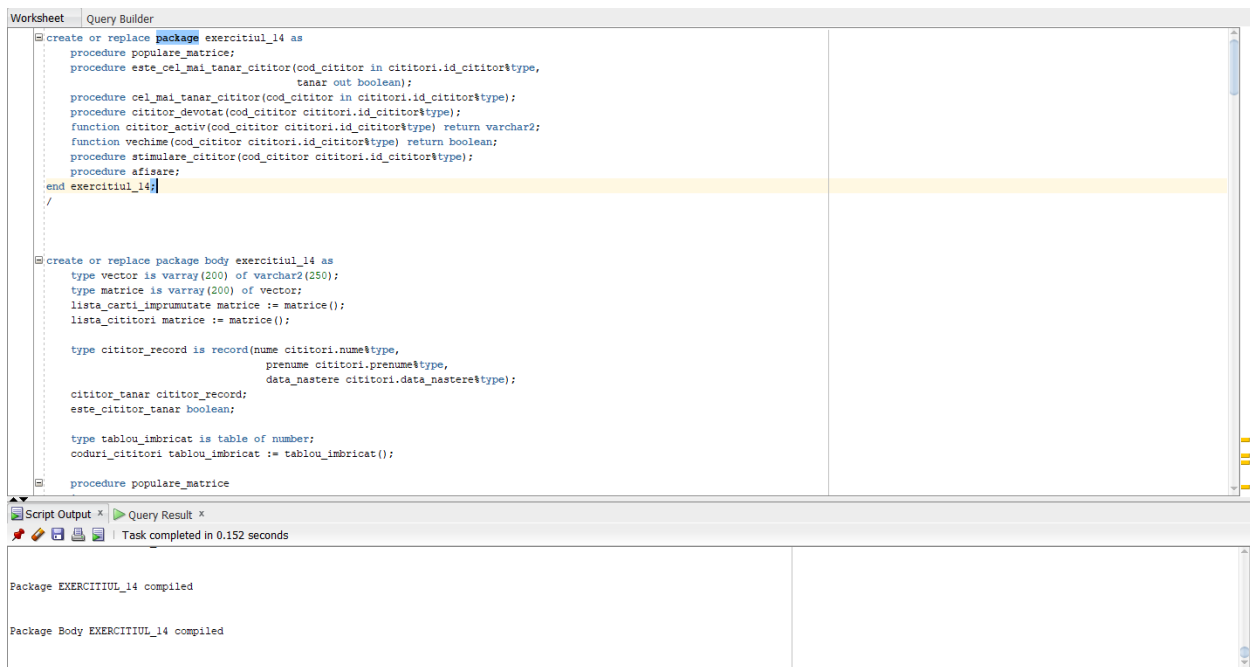 Worksheet Query Builder
create or replace package exercitiul_14 as
procedure populare_matrice;
procedure este_cel_mai_tanar_cititor(cod_cititor in cititori.id_cititor%type,
tanar out boolean);
procedure cel_mai_tanar_cititor(cod_cititor in cititori.id_cititor%type);
procedure cititor_devotat(cod_cititor cititori.id_cititor%type);
function cititor_activ(cod_cititor cititori.id_cititor%type) return varchar2;
function vechime(cod_cititor cititori.id_cititor%type) return boolean;
procedure stimulare_cititor(cod_cititor cititori.id_cititor%type);
procedure afisare;
end exercitiul_14;
/
create or replace package body exercitiul_14 as
type vector is varray(200) of varchar2(250);
type matrice is varray(200) of vector;
lista_carti_imprumutate matrice := matrice();
lista_cititori matrice := matrice();
type cititor_record is record(nume cititori.nume%type,
prenume cititori.prenume%type,
data_nastere cititori.data_nastere%type);
cititor_tanar cititor_record;
este_cititor_tanar boolean;
type tablou_imbricat is table of number;
coduri_cititori tablou_imbricat := tablou_imbricat();
procedure populare_matrice
Script Output x Query Result x
Task completed in 0.152 seconds
Package EXERCITIUL_14 compiled
Package Body EXERCITIUL_14 compiled